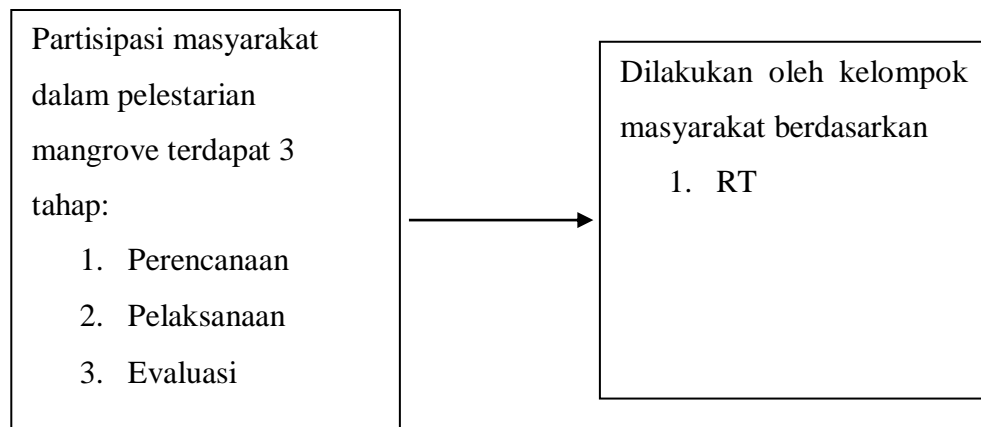 Partisipasi masyarakat
dalam pelestarian
mangrove terdapat 3
tahap:
1. Perencanaan
2. Pelaksanaan
3. Evaluasi
Dilakukan oleh kelompok
masyarakat berdasarkan
1. RT